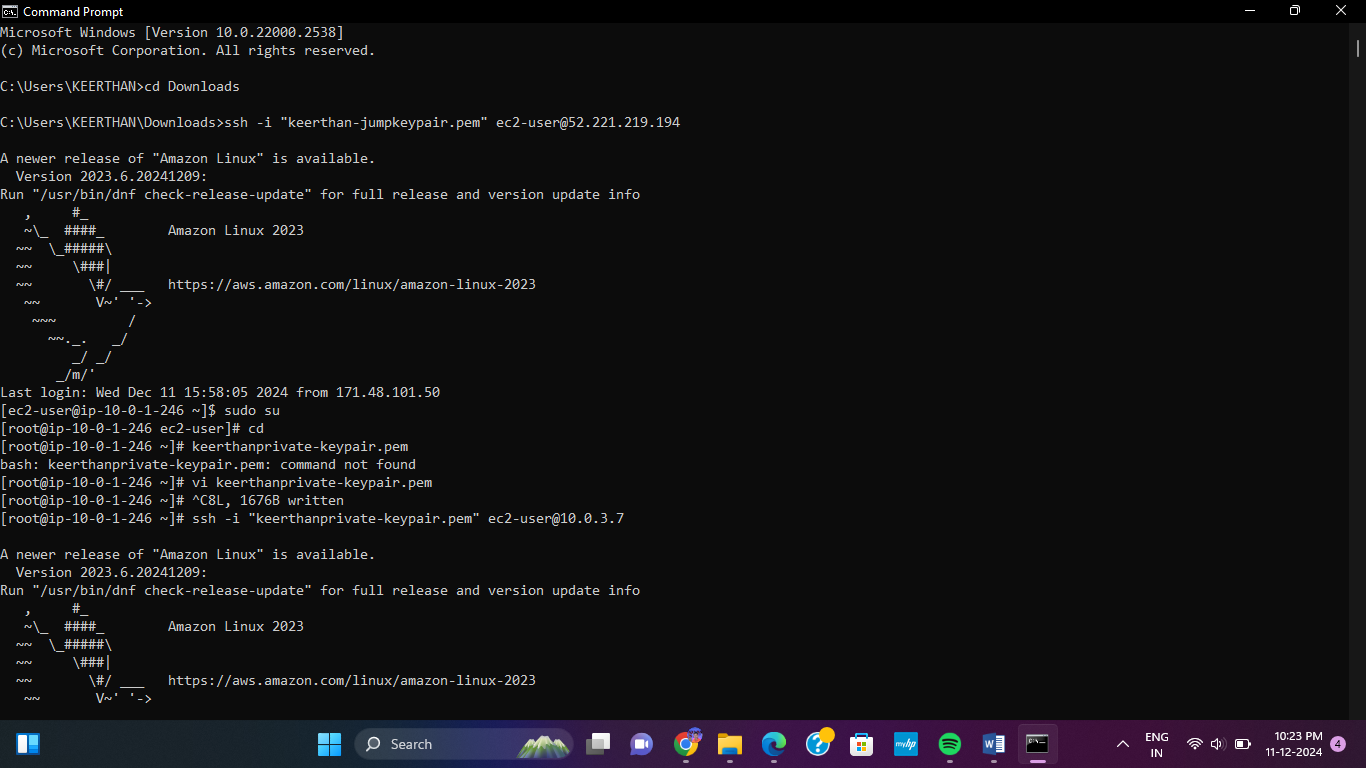 Command Prompt
Microsoft Windows [Version 10.0.22000.2538]
(c) Microsoft Corporation. All rights reserved.
C:\Users\KEERTHAN>cd Downloads
C:\Users\KEERTHAN\Downloads>ssh -i "keerthan-jumpkeypair.pem" ec2-user@52.221.219.194
A newer release of "Amazon Linux" is available.
  Version 2023.6.20241209:
Run "/usr/bin/dnf check-release-update" for full release and version update info
   ,     #_
   ~\_  ####_        Amazon Linux 2023
  ~~  \_#####\
  ~~     \###|
  ~~       \#/ ___   https://aws.amazon.com/linux/amazon-linux-2023
   ~~       V~' '->
    ~~~         /
      ~~._.   _/
         _/ _/
       _/m/'
Last login: Wed Dec 11 15:58:05 2024 from 171.48.101.50
[ec2-user@ip-10-0-1-246 ~]$ sudo su
[root@ip-10-0-1-246 ec2-user]# cd
[root@ip-10-0-1-246 ~]# keerthanprivate-keypair.pem
bash: keerthanprivate-keypair.pem: command not found
[root@ip-10-0-1-246 ~]# vi keerthanprivate-keypair.pem
[root@ip-10-0-1-246 ~]# ^C8L, 1676B written
[root@ip-10-0-1-246 ~]# ssh -i "keerthanprivate-keypair.pem" ec2-user@10.0.3.7
A newer release of "Amazon Linux" is available.
  Version 2023.6.20241209:
Run "/usr/bin/dnf check-release-update" for full release and version update info
   ,     #_
   ~\_  ####_        Amazon Linux 2023
  ~~  \_#####\
  ~~     \###|
  ~~       \#/ ___   https://aws.amazon.com/linux/amazon-linux-2023
   ~~       V~' '->
Search
myhp
ENG
IN
10:23 PM
11-12-2024
4